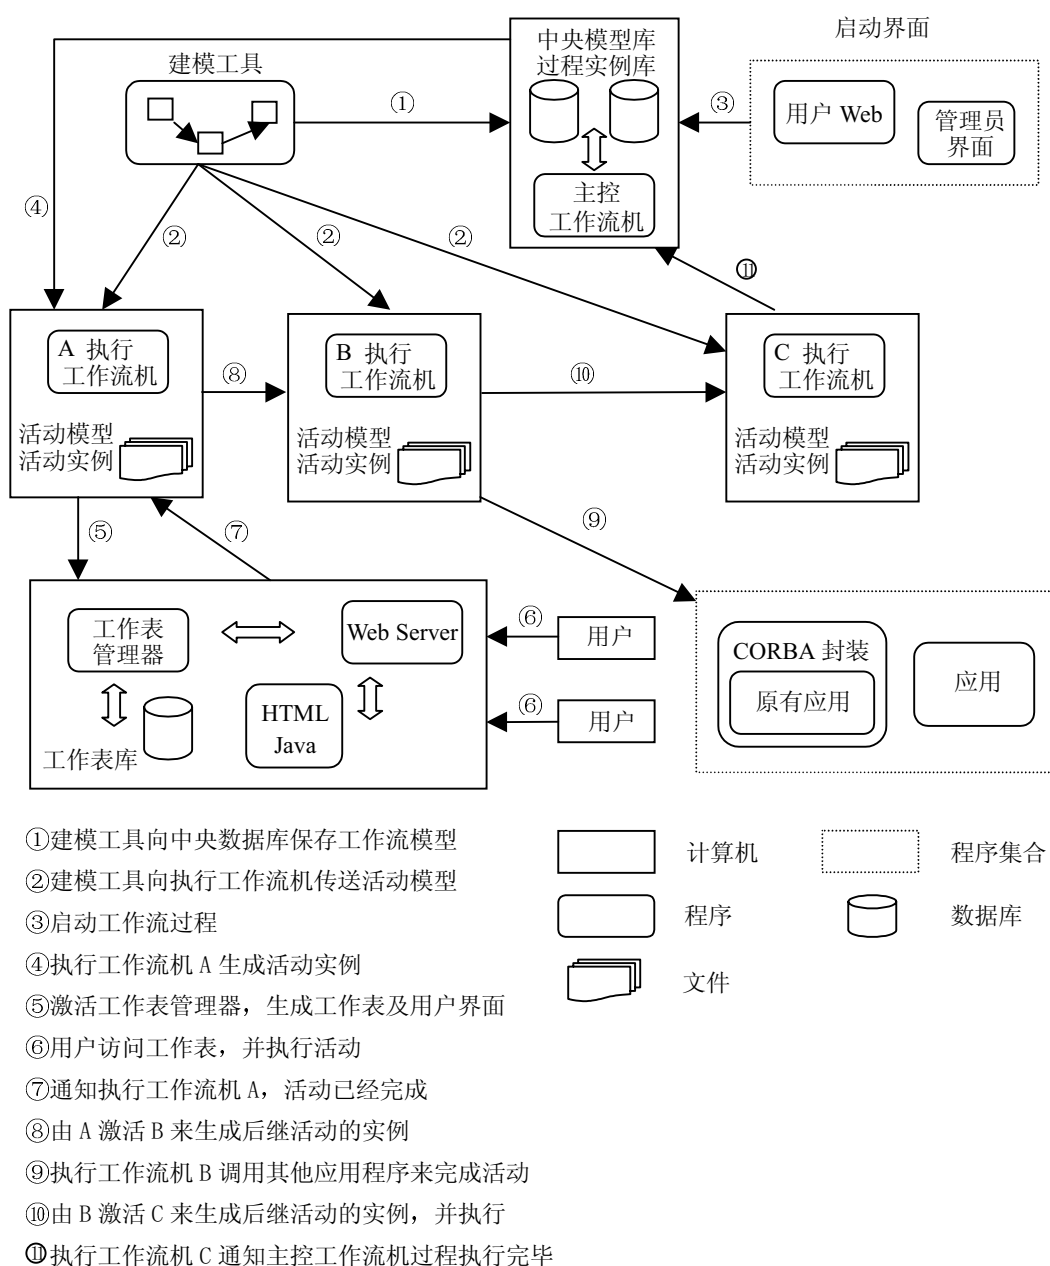 启动界面
中央模型库
过程实例库
建模工具
①
③
用户 Web
管理员
界面
主控
工作流机
④
②
②
②
⑪
A 执行
工作流机
B 执行
工作流机
C 执行
工作流机
⑧
⑩
活动模型
活动实例
活动模型
活动实例
活动模型
活动实例
⑤
⑦
⑨
工作表
管理器
Web Server
⑥
用户
CORBA 封装
原有应用
应用
HTML
Java
⑥
用户
工作表库
①建模工具向中央数据库保存工作流模型
②建模工具向执行工作流机传送活动模型
③启动工作流过程
④执行工作流机 A 生成活动实例
⑤激活工作表管理器，生成工作表及用户界面
⑥用户访问工作表，并执行活动
⑦通知执行工作流机 A，活动已经完成
⑧由 A 激活 B 来生成后继活动的实例
⑨执行工作流机 B 调用其他应用程序来完成活动
⑩由 B 激活 C 来生成后继活动的实例，并执行
⑪执行工作流机 C 通知主控工作流机过程执行完毕
计算机
程序集合
程序
数据库
文件